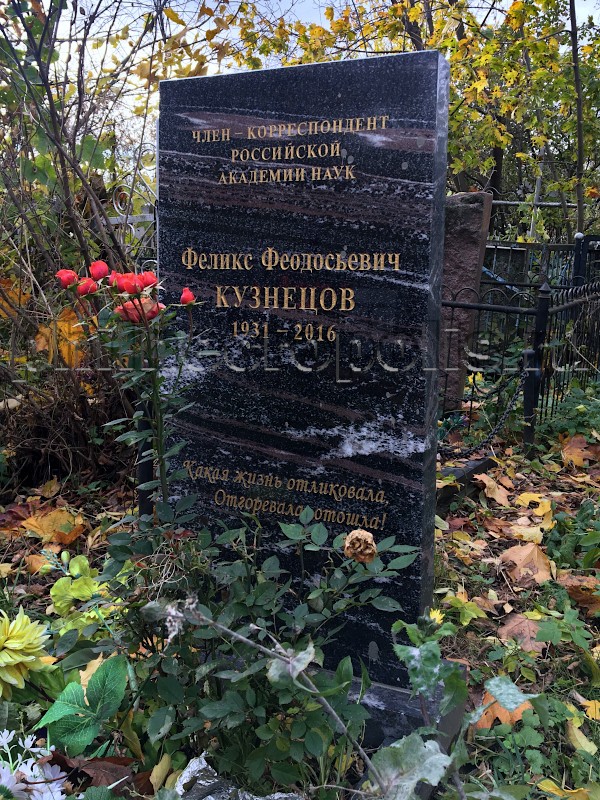 ЧЛЕН – КОРРЕСПОНДЕНТ
РОССИЙСКОЙ
АКАДЕМИИ НАУК
Феликс Феодосьевич
КУЗНЕЦОВ
1931 – 2016
Какая жизнь отликовала,
Отгоревала, отошла!